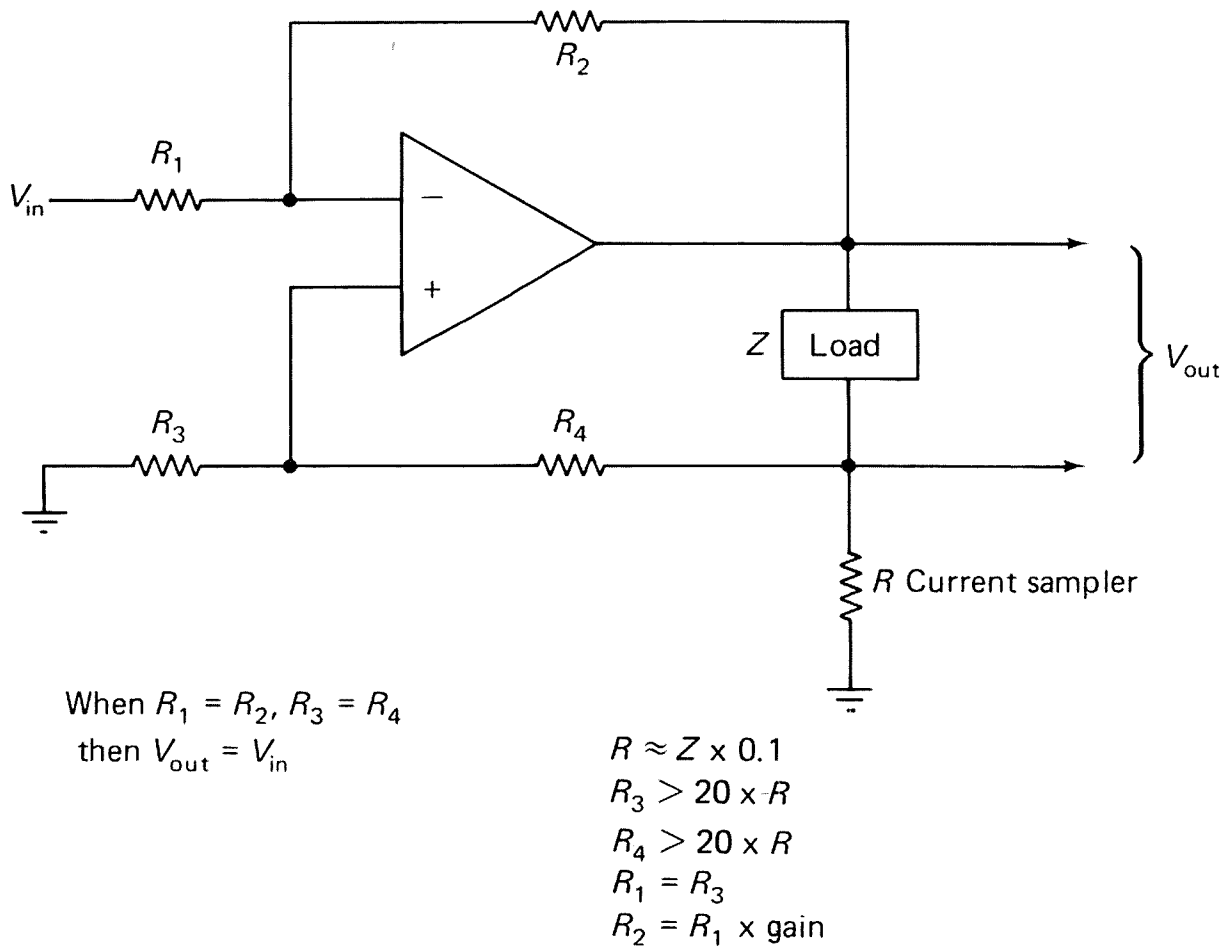 R₂
R₁
Vin
−
+
Z Load
Vout
R₃
R₄
R Current sampler
When R₁ = R₂, R₃ = R₄
then Vout = Vin
R ≈ Z x 0.1
R₃ > 20 x R
R₄ > 20 x R
R₁ = R₃
R₂ = R₁ x gain